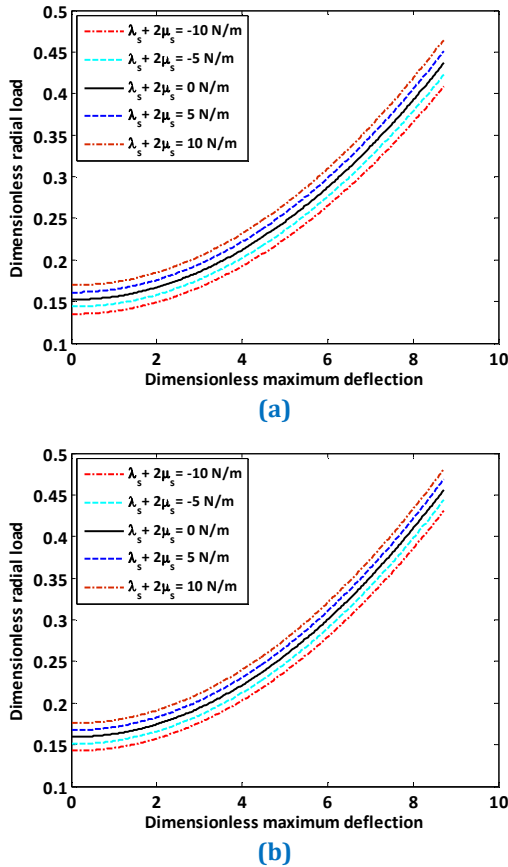 0.5
0.45
0.4
0.35
0.3
0.25
0.2
0.15
0.1
Dimensionless radial load
λs + 2μs = -10 N/m
λs + 2μs = -5 N/m
λs + 2μs = 0 N/m
λs + 2μs = 5 N/m
λs + 2μs = 10 N/m
0 2 4 6 8 10
Dimensionless maximum deflection
(a)
0.5
0.45
0.4
0.35
0.3
0.25
0.2
0.15
0.1
Dimensionless radial load
λs + 2μs = -10 N/m
λs + 2μs = -5 N/m
λs + 2μs = 0 N/m
λs + 2μs = 5 N/m
λs + 2μs = 10 N/m
0 2 4 6 8 10
Dimensionless maximum deflection
(b)